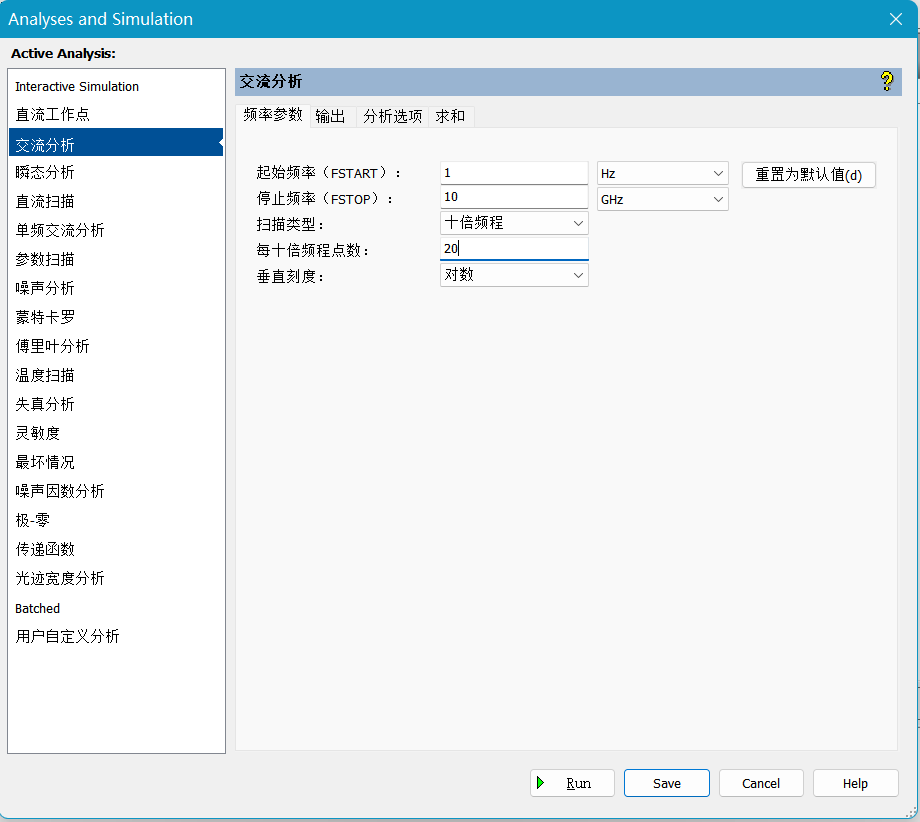 Analyses and Simulation
Active Analysis:
Interactive Simulation
直流工作点
交流分析
瞬态分析
直流扫描
单频交流分析
参数扫描
噪声分析
蒙特卡罗
傅里叶分析
温度扫描
失真分析
灵敏度
最坏情况
噪声因数分析
极-零
传递函数
光迹宽度分析
Batched
用户自定义分析
交流分析
频率参数 输出 分析选项 求和
起始频率（FSTART）： 1 Hz 重置为默认值(d)
停止频率（FSTOP）： 10 GHz
扫描类型： 十倍频程
每十倍频程点数： 20
垂直刻度： 对数
Run Save Cancel Help